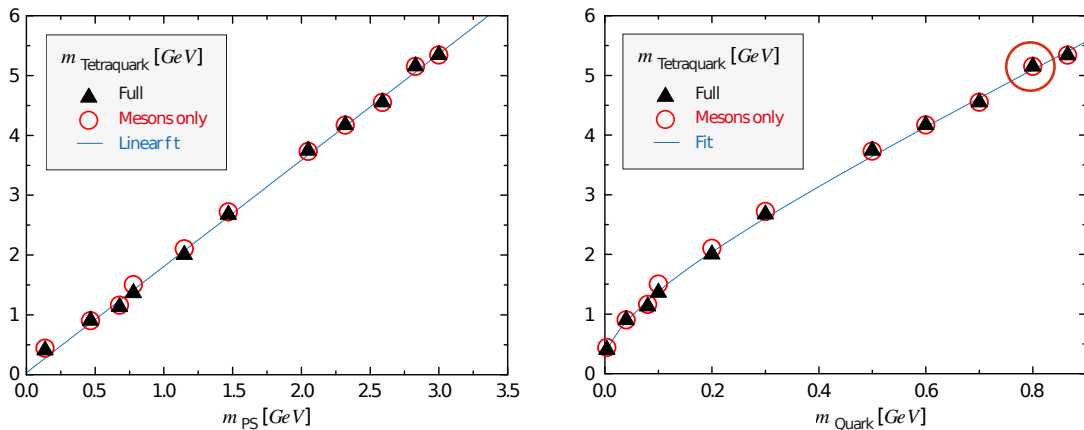 6
5
4
3
2
1
0
m Tetraquark [GeV]
Full
Mesons only
Linear f t
0.0 0.5 1.0 1.5 2.0 2.5 3.0 3.5
m PS [GeV]
6
5
4
3
2
1
0
m Tetraquark [GeV]
Full
Mesons only
Fit
0.0 0.2 0.4 0.6 0.8
m Quark [GeV]